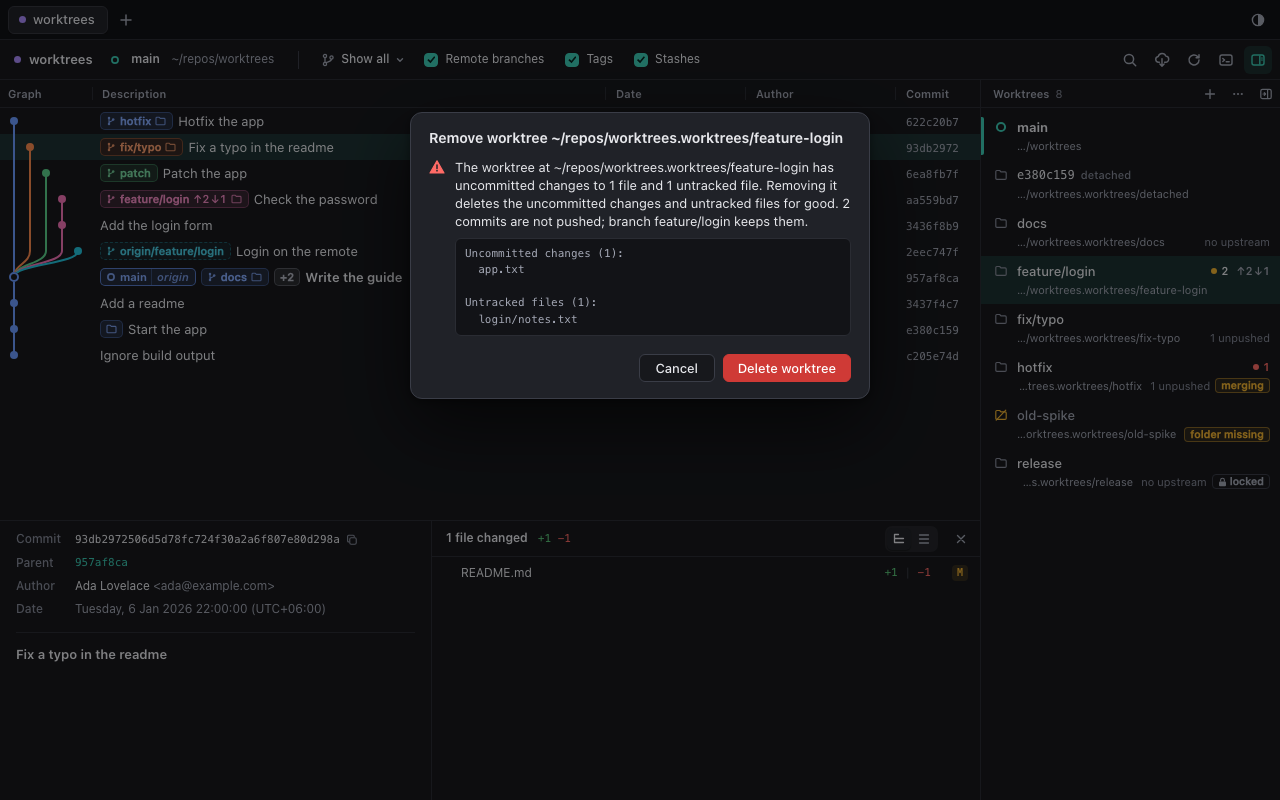 worktrees
worktrees main ~/repos/worktrees Show all Remote branches Tags Stashes
Graph Description Date Author Commit
hotfix Hotfix the app 622c20b7
fix/typo Fix a typo in the readme 93db2972
patch Patch the app 6ea8fb7f
feature/login ↑2↓1 Check the password aa559bd7
Add the login form 3436f8b9
origin/feature/login Login on the remote 2eec747f
main origin docs +2 Write the guide 957af8ca
Add a readme 3437f4c7
Start the app e380c159
Ignore build output c205e74d
Remove worktree ~/repos/worktrees.worktrees/feature-login
The worktree at ~/repos/worktrees.worktrees/feature-login has
uncommitted changes to 1 file and 1 untracked file. Removing it
deletes the uncommitted changes and untracked files for good. 2
commits are not pushed; branch feature/login keeps them.
Uncommitted changes (1):
app.txt
Untracked files (1):
login/notes.txt
Cancel Delete worktree
Worktrees 8
main
.../worktrees
e380c159 detached
.../worktrees.worktrees/detached
docs
.../worktrees.worktrees/docs no upstream
feature/login 2 ↑2↓1
.../worktrees.worktrees/feature-login
fix/typo
.../worktrees.worktrees/fix-typo 1 unpushed
hotfix 1
...trees.worktrees/hotfix 1 unpushed merging
old-spike
...orktrees.worktrees/old-spike folder missing
release
...s.worktrees/release no upstream locked
Commit 93db2972506d5d78fc724f30a2a6f807e80d298a
Parent 957af8ca
Author Ada Lovelace <ada@example.com>
Date Tuesday, 6 Jan 2026 22:00:00 (UTC+06:00)
Fix a typo in the readme
1 file changed +1 −1
README.md +1 −1 M